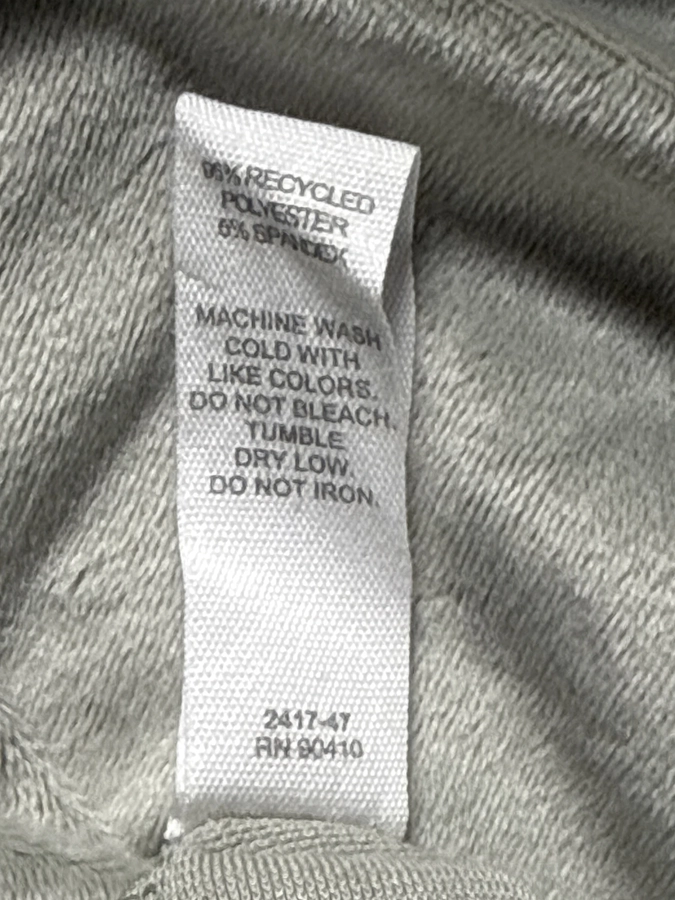 95% RECYCLED
POLYESTER
5% SPANDEX
MACHINE WASH
COLD WITH
LIKE COLORS.
DO NOT BLEACH.
TUMBLE
DRY LOW.
DO NOT IRON.
2417-47
RN 90410